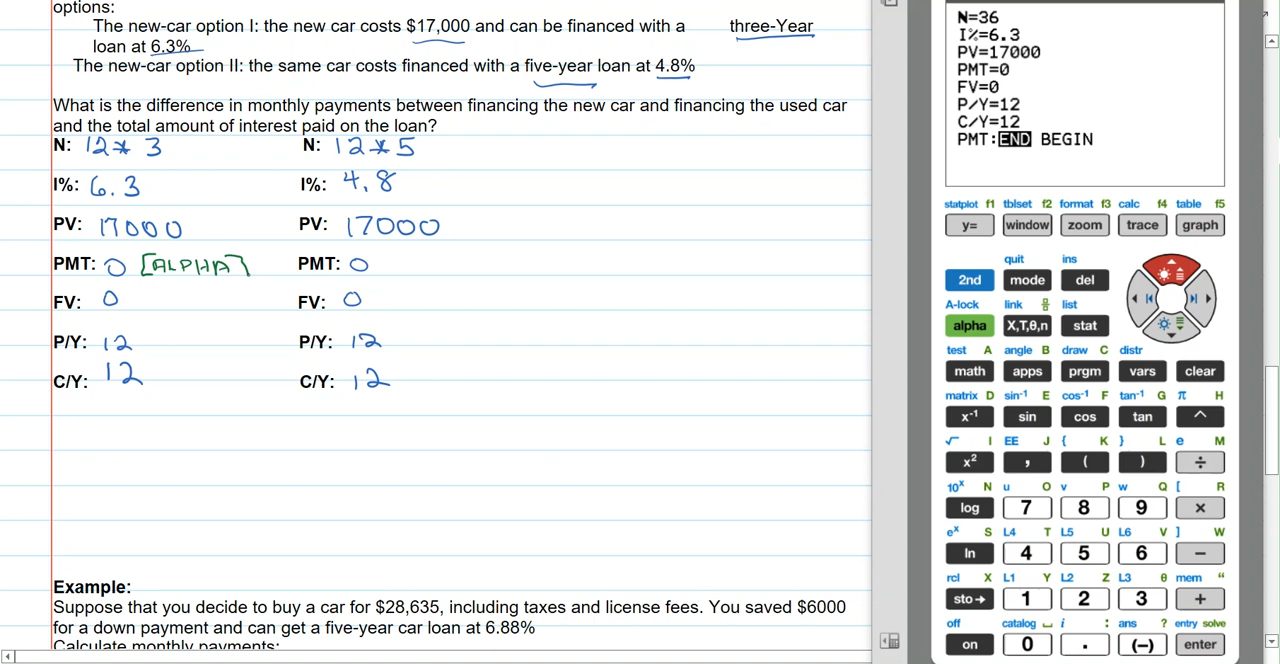 options:
The new-car option I: the new car costs $17,000 and can be financed with a three-Year
loan at 6.3%
The new-car option II: the same car costs financed with a five-year loan at 4.8%
What is the difference in monthly payments between financing the new car and financing the used car
and the total amount of interest paid on the loan?
N: 12* 3 N: 12*5
I%: 6.3 I%: 4.8
PV: 17000 PV: 17000
PMT: 0 [ALPHA] PMT: 0
FV: 0 FV: 0
P/Y: 12 P/Y: 12
C/Y: 12 C/Y: 12
Example:
Suppose that you decide to buy a car for $28,635, including taxes and license fees. You saved $6000
for a down payment and can get a five-year car loan at 6.88%
Calculate monthly payments:
N=36
I%=6.3
PV=17000
PMT=0
FV=0
P/Y=12
C/Y=12
PMT:END BEGIN
statplot f1 tblset f2 format f3 calc f4 table f5
y= window zoom trace graph
quit ins
2nd mode del
A-lock link list
alpha X,T,θ,n stat
test A angle B draw C distr
math apps prgm vars clear
matrix D sin⁻¹ E cos⁻¹ F tan⁻¹ G π H
x⁻¹ sin cos tan ^
√ I EE J { K } L e M
x² , ( ) ÷
10ˣ N u O v P w Q [ R
log 7 8 9 ×
eˣ S L4 T L5 U L6 V ] W
ln 4 5 6 −
rcl X L1 Y L2 Z L3 θ mem "
sto→ 1 2 3 +
off catalog ⎵ i : ans ? entry solve
on 0 . (−) enter